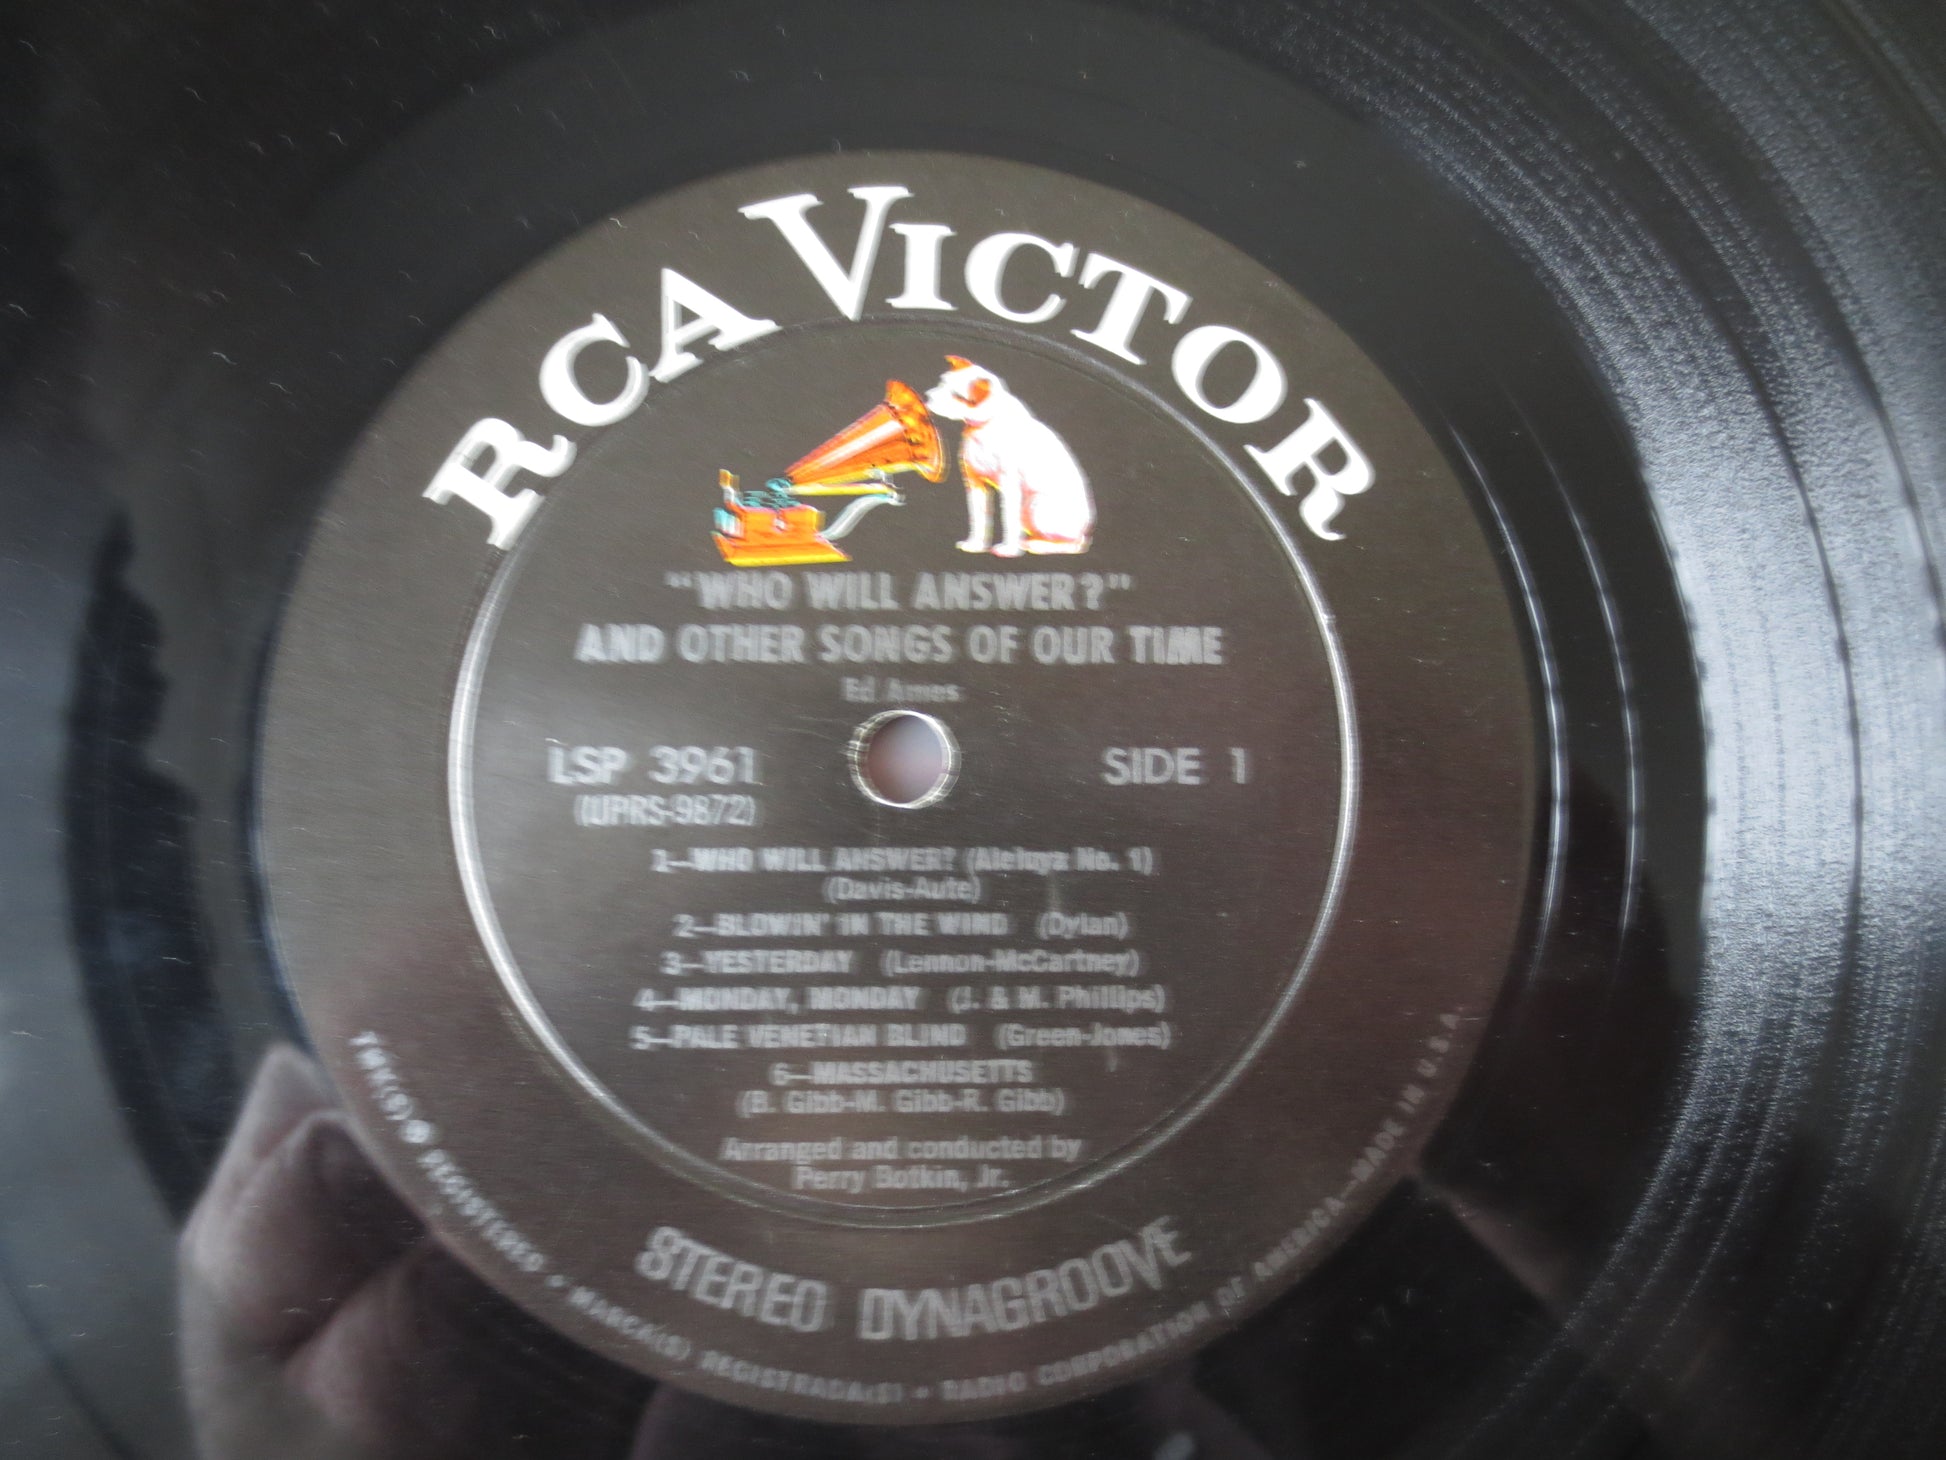 RCA VICTOR
"WHO WILL ANSWER?"
AND OTHER SONGS OF OUR TIME
Ed Ames
LSP 3961
SIDE 1
(UPRS-9872)
1—WHO WILL ANSWER? (Aleluya No. 1)
(Davis-Aute)
2—BLOWIN' IN THE WIND (Dylan)
3—YESTERDAY (Lennon-McCartney)
4—MONDAY, MONDAY (J. & M. Phillips)
5—PALE VENETIAN BLIND (Green-Jones)
6—MASSACHUSETTS
(B. Gibb-M. Gibb-R. Gibb)
Arranged and conducted by
Perry Botkin, Jr.
STEREO DYNAGROOVE
TMK(S) ® REGISTERED • MARCA(S) REGISTRADA(S) • RADIO CORPORATION OF AMERICA—MADE IN U.S.A.